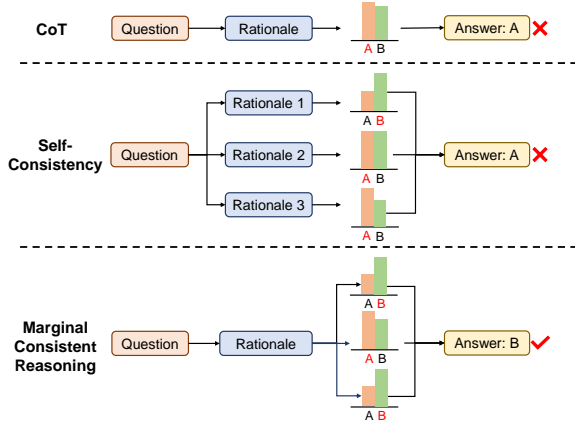 CoT
Question
Rationale
A B
Answer: A
Self-
Consistency
Question
Rationale 1
A B
Rationale 2
A B
Rationale 3
A B
Answer: A
Marginal
Consistent
Reasoning
Question
Rationale
A B
A B
A B
Answer: B